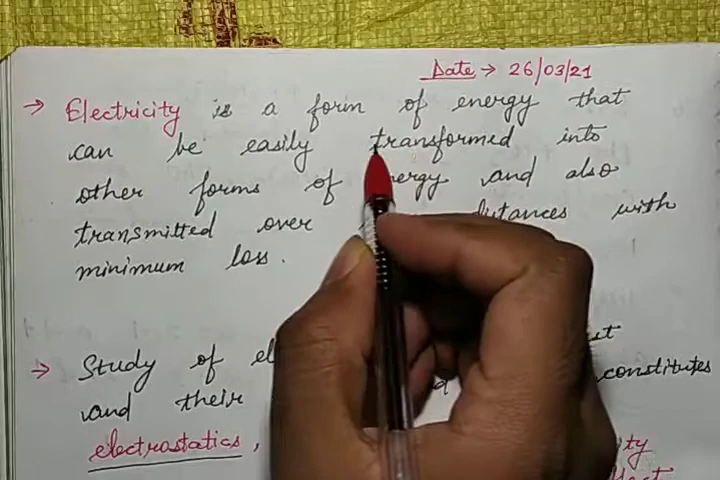 Date → 26/03/21
→ Electricity is a form of energy that
can be easily transformed into
other forms of energy and also
transmitted over distances with
minimum loss.
→ Study of
and their constitutes
electrostatics,